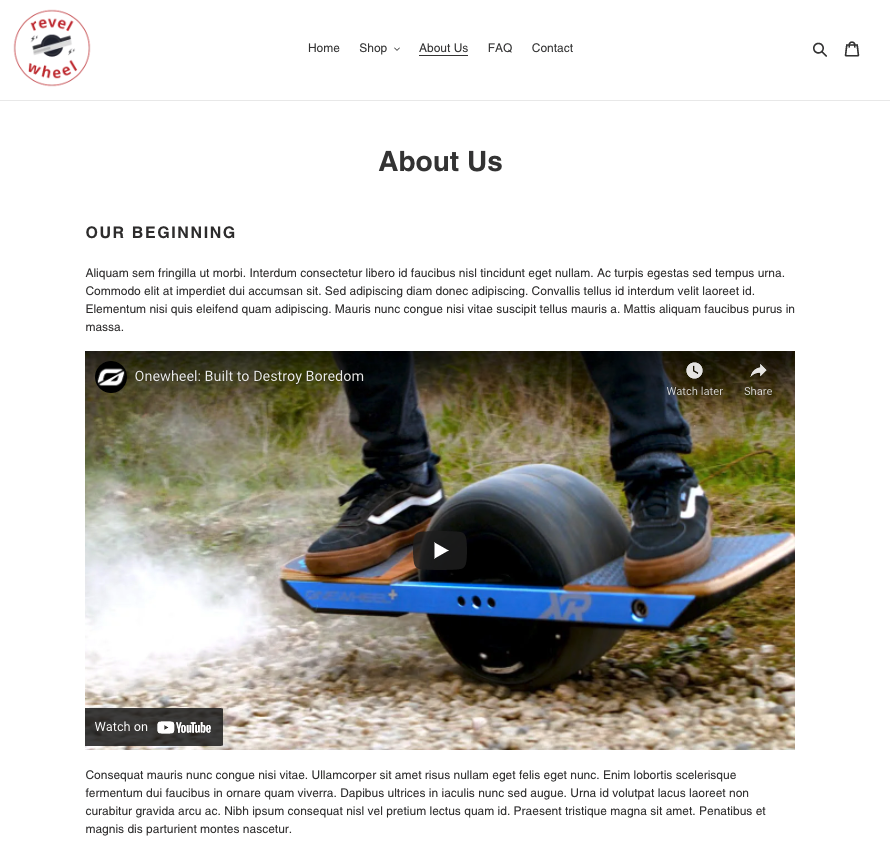 revel
wheel
Home Shop About Us FAQ Contact
About Us
OUR BEGINNING
Aliquam sem fringilla ut morbi. Interdum consectetur libero id faucibus nisl tincidunt eget nullam. Ac turpis egestas sed tempus urna.
Commodo elit at imperdiet dui accumsan sit. Sed adipiscing diam donec adipiscing. Convallis tellus id interdum velit laoreet id.
Elementum nisi quis eleifend quam adipiscing. Mauris nunc congue nisi vitae suscipit tellus mauris a. Mattis aliquam faucibus purus in
massa.
Onewheel: Built to Destroy Boredom
Watch later Share
ONEWHEEL+ XR
Watch on YouTube
Consequat mauris nunc congue nisi vitae. Ullamcorper sit amet risus nullam eget felis eget nunc. Enim lobortis scelerisque
fermentum dui faucibus in ornare quam viverra. Dapibus ultrices in iaculis nunc sed augue. Urna id volutpat lacus laoreet non
curabitur gravida arcu ac. Nibh ipsum consequat nisl vel pretium lectus quam id. Praesent tristique magna sit amet. Penatibus et
magnis dis parturient montes nascetur.